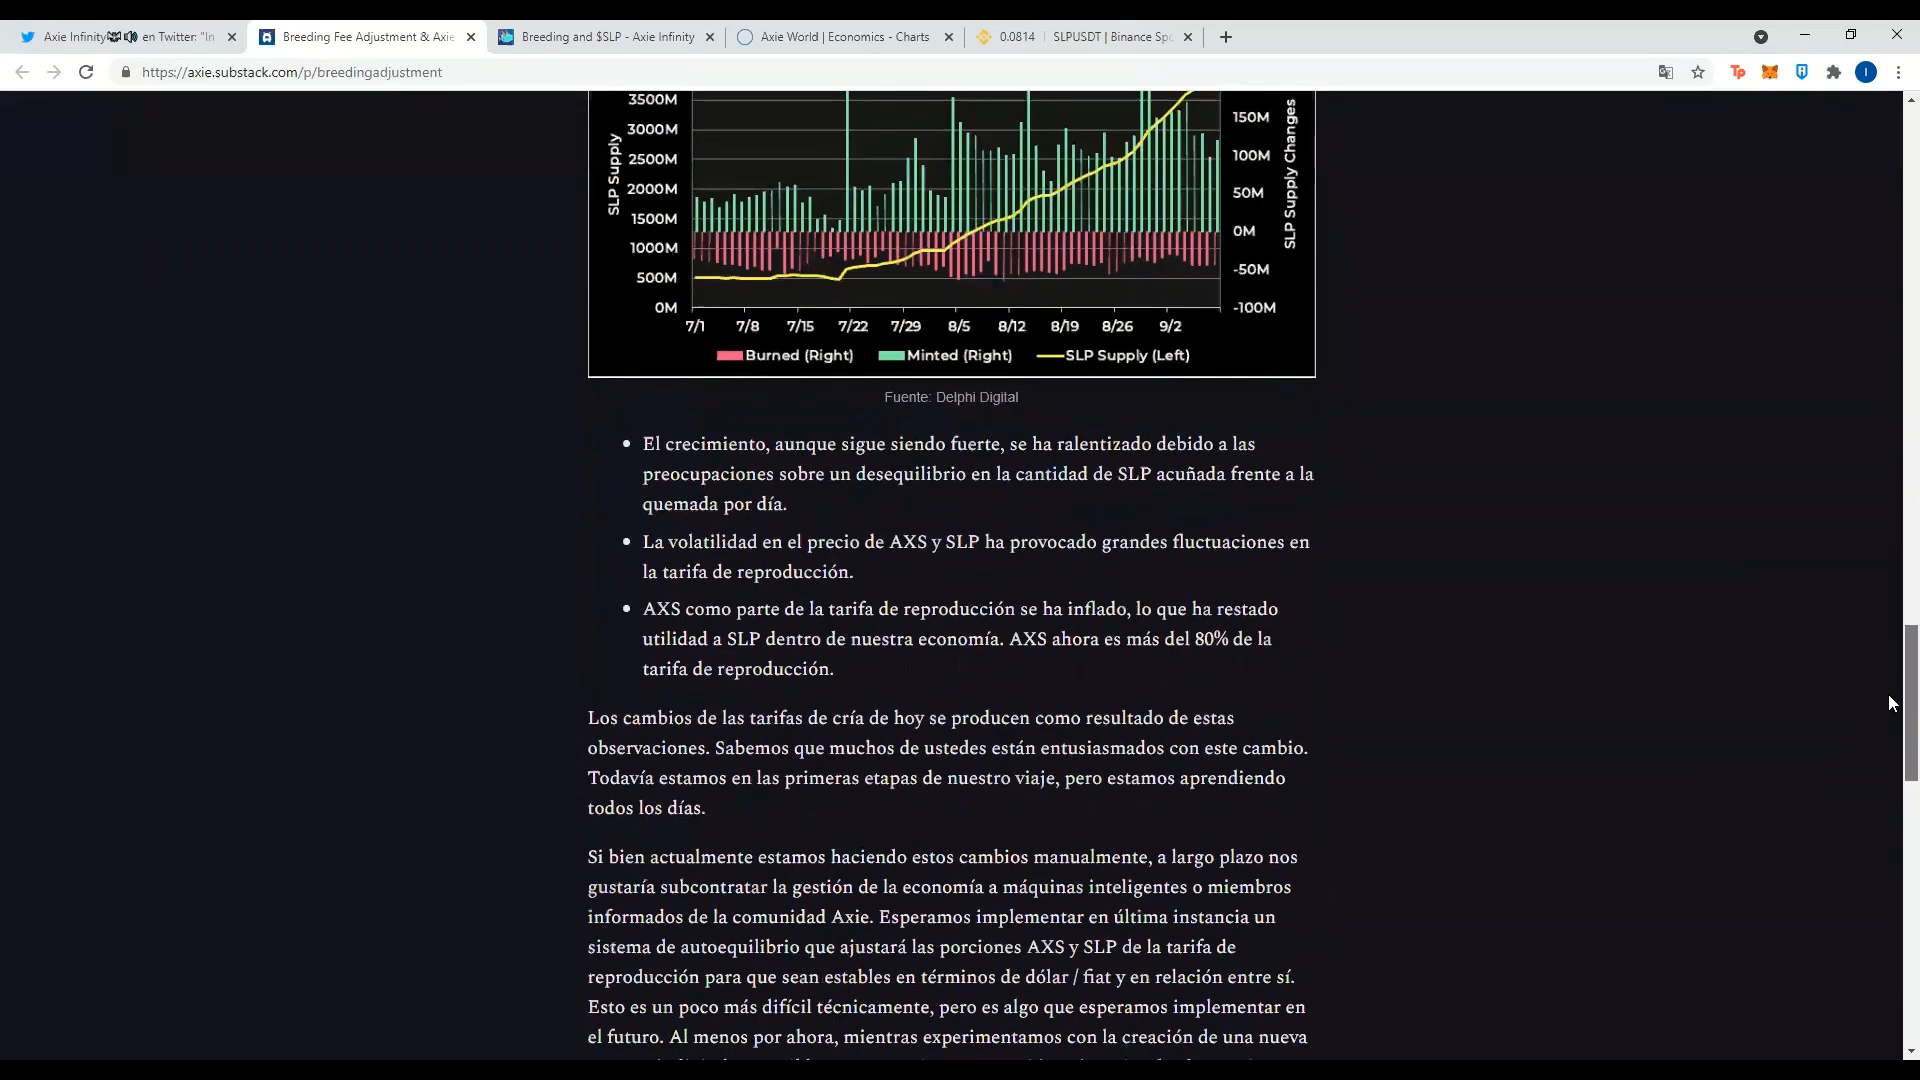 Axie Infinity en Twitter: "In
Breeding Fee Adjustment & Axie
Breeding and $SLP - Axie Infinity
Axie World | Economics - Charts
0.0814 | SLPUSDT | Binance Spo
https://axie.substack.com/p/breedingadjustment
Tp
I
3500M
3000M
2500M
2000M
1500M
1000M
500M
0M
SLP Supply
150M
100M
50M
0M
-50M
-100M
SLP Supply Changes
7/1 7/8 7/15 7/22 7/29 8/5 8/12 8/19 8/26 9/2
Burned (Right) Minted (Right) SLP Supply (Left)
Fuente: Delphi Digital
• El crecimiento, aunque sigue siendo fuerte, se ha ralentizado debido a las
preocupaciones sobre un desequilibrio en la cantidad de SLP acuñada frente a la
quemada por día.
• La volatilidad en el precio de AXS y SLP ha provocado grandes fluctuaciones en
la tarifa de reproducción.
• AXS como parte de la tarifa de reproducción se ha inflado, lo que ha restado
utilidad a SLP dentro de nuestra economía. AXS ahora es más del 80% de la
tarifa de reproducción.
Los cambios de las tarifas de cría de hoy se producen como resultado de estas
observaciones. Sabemos que muchos de ustedes están entusiasmados con este cambio.
Todavía estamos en las primeras etapas de nuestro viaje, pero estamos aprendiendo
todos los días.
Si bien actualmente estamos haciendo estos cambios manualmente, a largo plazo nos
gustaría subcontratar la gestión de la economía a máquinas inteligentes o miembros
informados de la comunidad Axie. Esperamos implementar en última instancia un
sistema de autoequilibrio que ajustará las porciones AXS y SLP de la tarifa de
reproducción para que sean estables en términos de dólar / fiat y en relación entre sí.
Esto es un poco más difícil técnicamente, pero es algo que esperamos implementar en
el futuro. Al menos por ahora, mientras experimentamos con la creación de una nueva